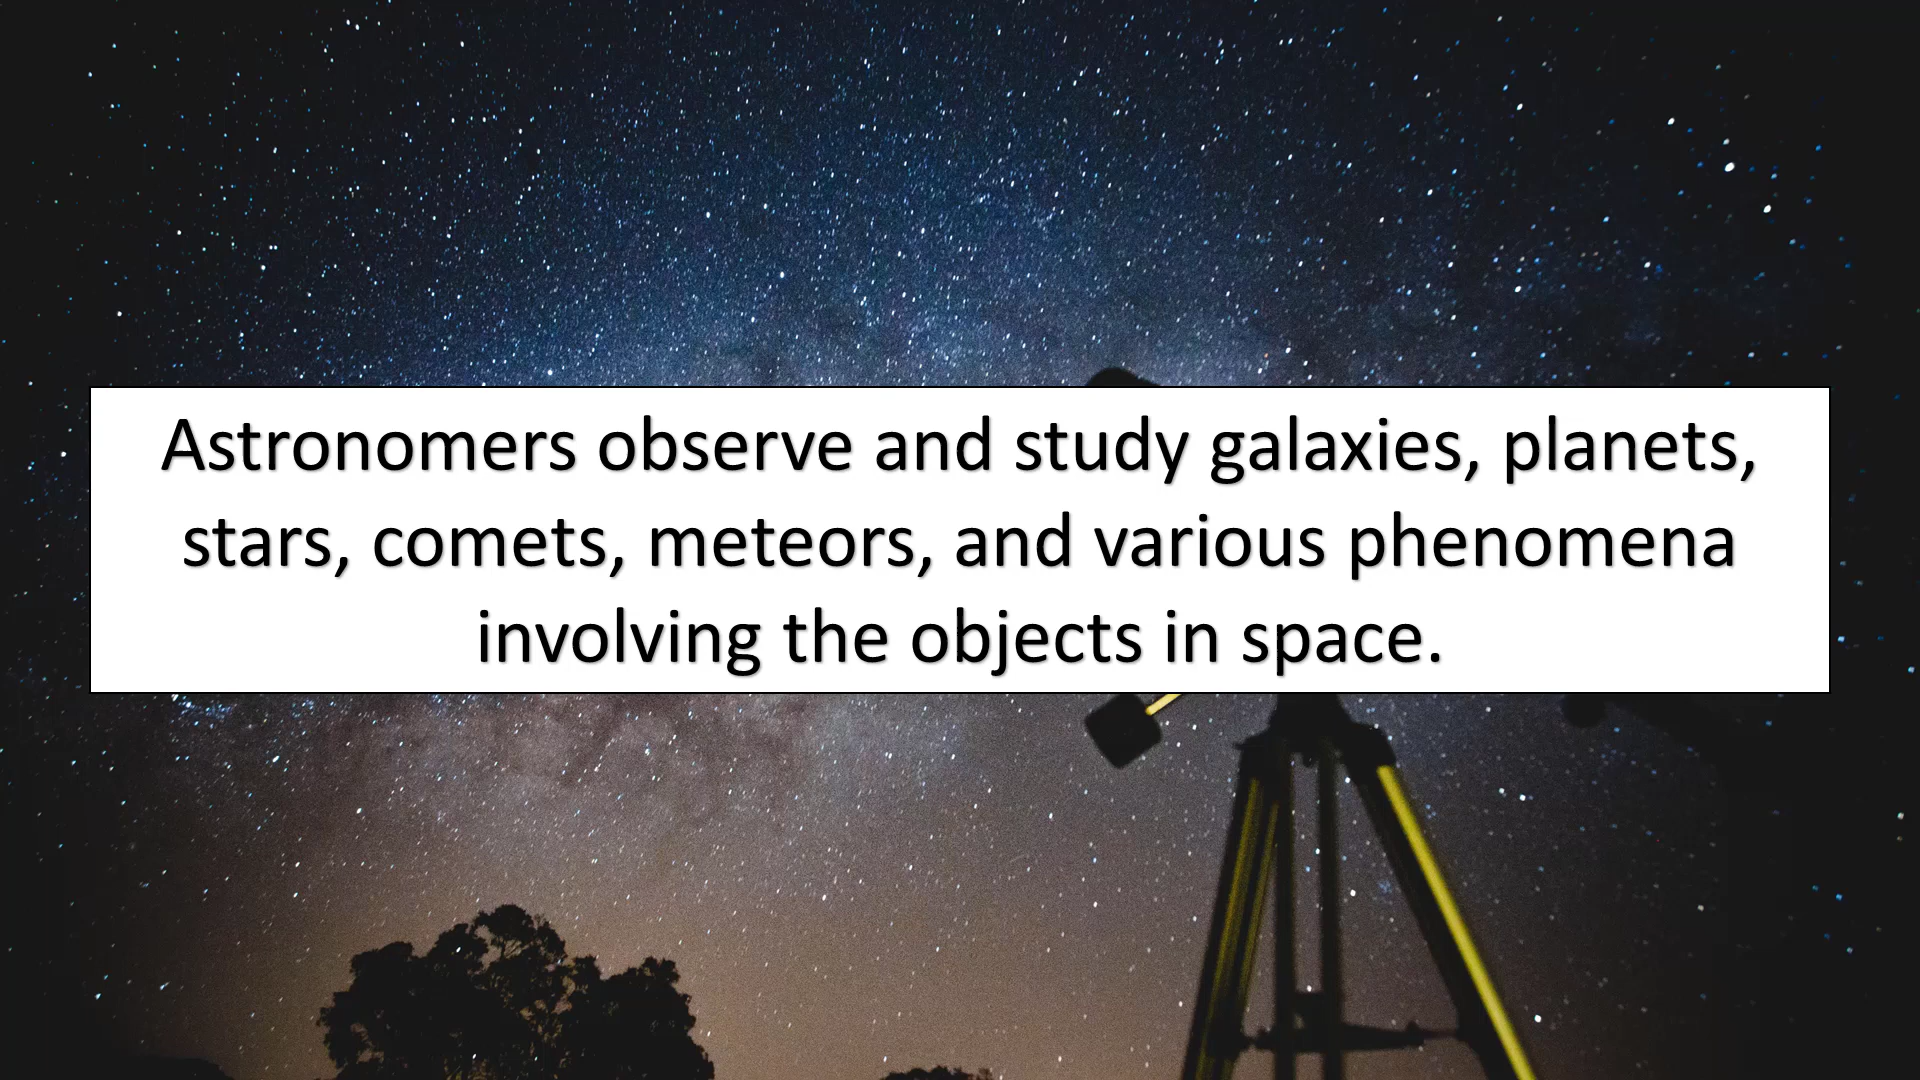 Astronomers observe and study galaxies, planets,
stars, comets, meteors, and various phenomena
involving the objects in space.